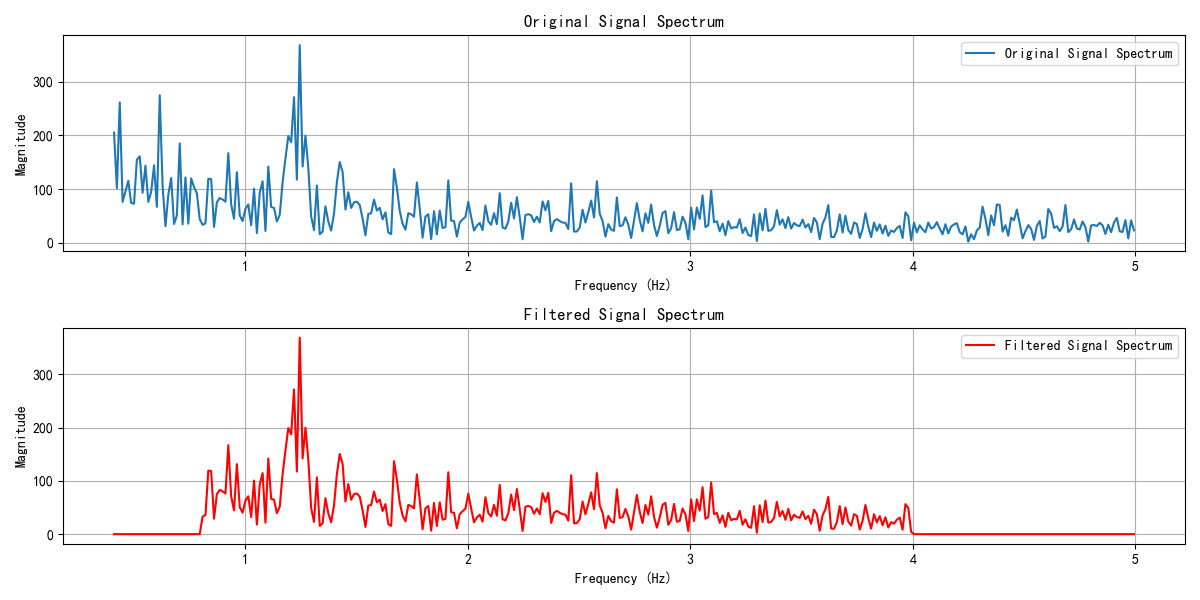 Original Signal Spectrum
Original Signal Spectrum
Magnitude
300
200
100
0
1
2
3
4
5
Frequency (Hz)
Filtered Signal Spectrum
Filtered Signal Spectrum
Magnitude
300
200
100
0
1
2
3
4
5
Frequency (Hz)